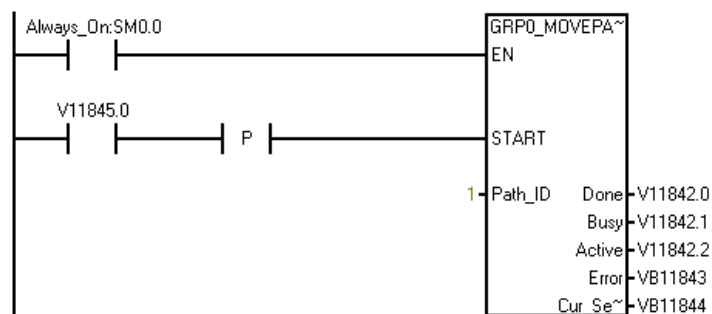 Always_On:SM0.0
GRP0_MOVEPA~
EN
V11845.0
P
START
1
Path_ID
Done
V11842.0
Busy
V11842.1
Active
V11842.2
Error
VB11843
Cur_Se~
VB11844